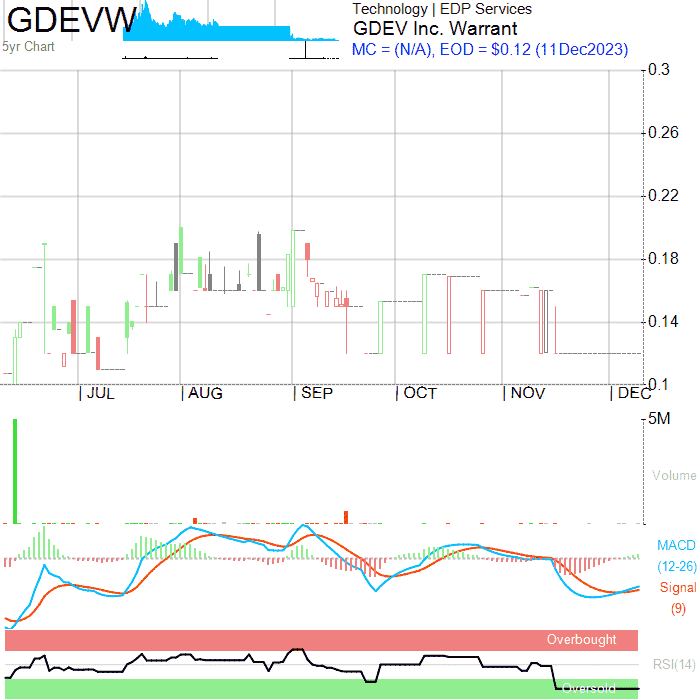 GDEVW
Technology | EDP Services
GDEV Inc. Warrant
5yr Chart
MC = (N/A), EOD = $0.12 (11Dec2023)
0.3
0.26
0.22
0.18
0.14
0.1
| JUL | AUG | SEP | OCT | NOV | DEC
5M
Volume
MACD
(12-26)
Signal
(9)
Overbought
RSI(14)
Oversold